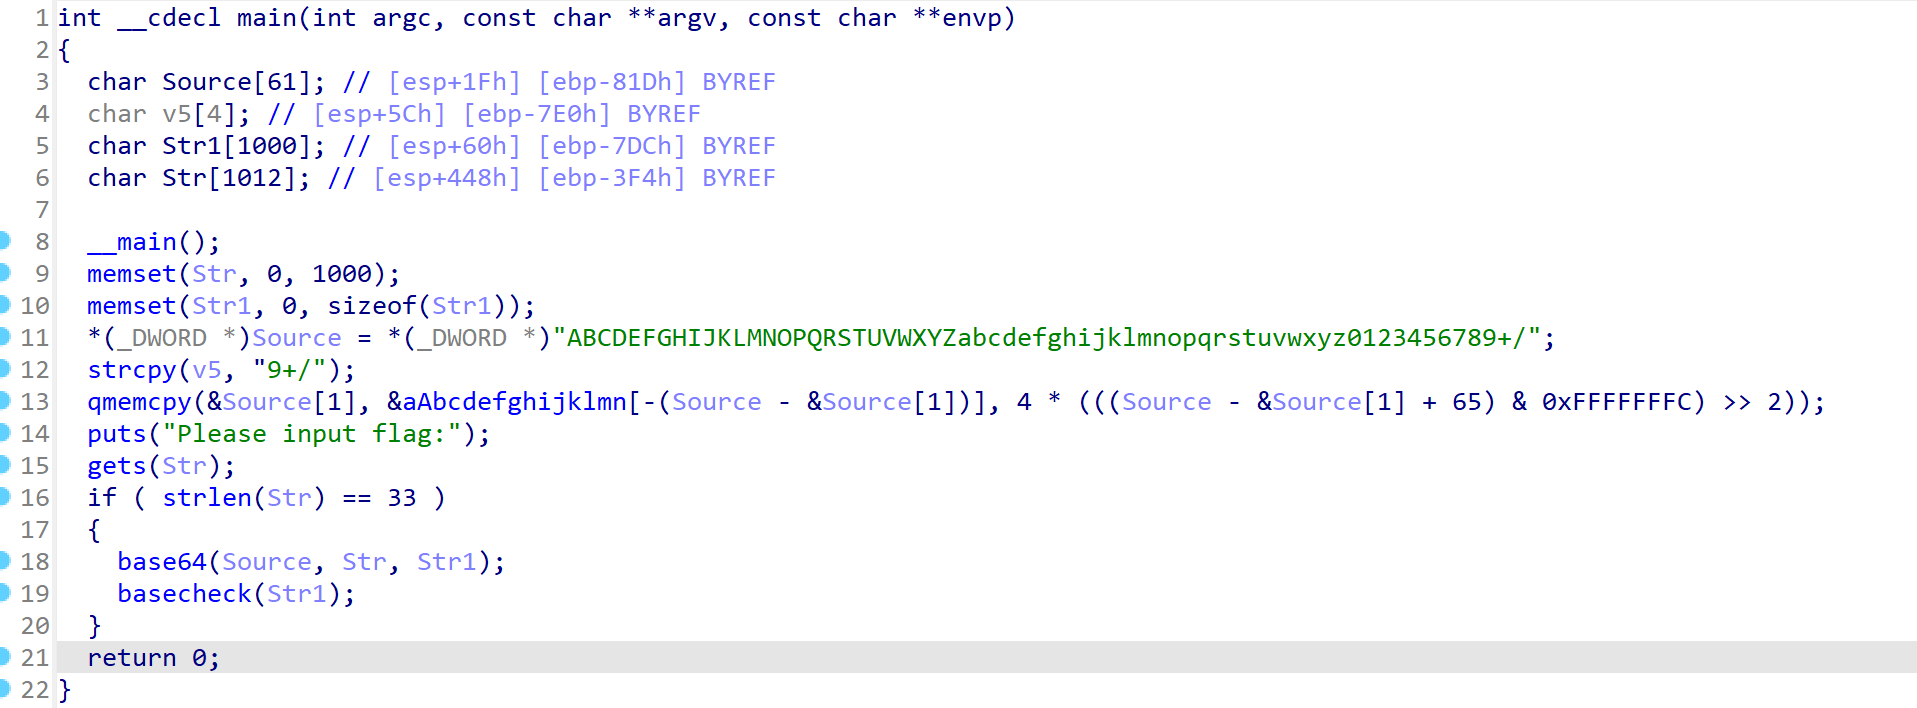 1 int __cdecl main(int argc, const char **argv, const char **envp)
2 {
3   char Source[61]; // [esp+1Fh] [ebp-81Dh] BYREF
4   char v5[4]; // [esp+5Ch] [ebp-7E0h] BYREF
5   char Str1[1000]; // [esp+60h] [ebp-7DCh] BYREF
6   char Str[1012]; // [esp+448h] [ebp-3F4h] BYREF
7
8   __main();
9   memset(Str, 0, 1000);
10   memset(Str1, 0, sizeof(Str1));
11   *(_DWORD *)Source = *(_DWORD *)"ABCDEFGHIJKLMNOPQRSTUVWXYZabcdefghijklmnopqrstuvwxyz0123456789+/";
12   strcpy(v5, "9+/");
13   qmemcpy(&Source[1], &aAbcdefghijklmn[-(Source - &Source[1])], 4 * (((Source - &Source[1] + 65) & 0xFFFFFFFC) >> 2));
14   puts("Please input flag:");
15   gets(Str);
16   if ( strlen(Str) == 33 )
17   {
18     base64(Source, Str, Str1);
19     basecheck(Str1);
20   }
21   return 0;
22 }